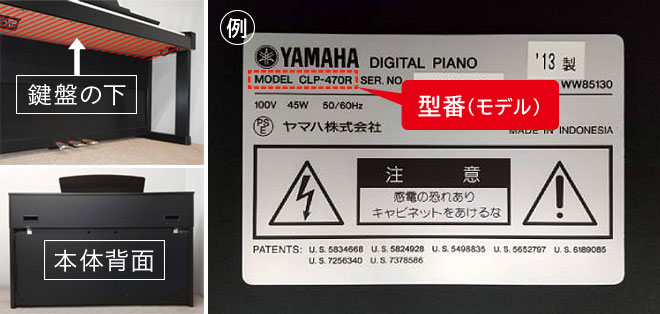 鍵盤の下
本体背面
例
YAMAHA DIGITAL PIANO
'13 製
MODEL CLP-470R SER. NO.
WW85130
型番(モデル)
100V 45W 50/60Hz
PSE ヤマハ株式会社
MADE IN INDONESIA
注 意
感電の恐れあり
キャビネットをあけるな
PATENTS: U.S. 5834668 U.S. 5824928 U.S. 5498835 U.S. 5652797 U.S. 6189085
U.S. 7256340 U.S. 7378586